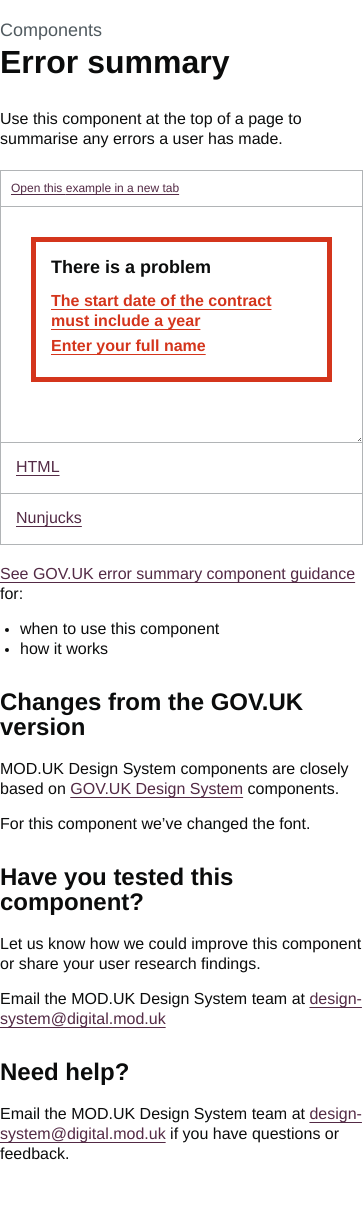 Components
Error summary
Use this component at the top of a page to
summarise any errors a user has made.
Open this example in a new tab
There is a problem
The start date of the contract
must include a year
Enter your full name
HTML
Nunjucks
See GOV.UK error summary component guidance
for:
• when to use this component
• how it works
Changes from the GOV.UK
version
MOD.UK Design System components are closely
based on GOV.UK Design System components.
For this component we’ve changed the font.
Have you tested this
component?
Let us know how we could improve this component
or share your user research findings.
Email the MOD.UK Design System team at design-
system@digital.mod.uk
Need help?
Email the MOD.UK Design System team at design-
system@digital.mod.uk if you have questions or
feedback.